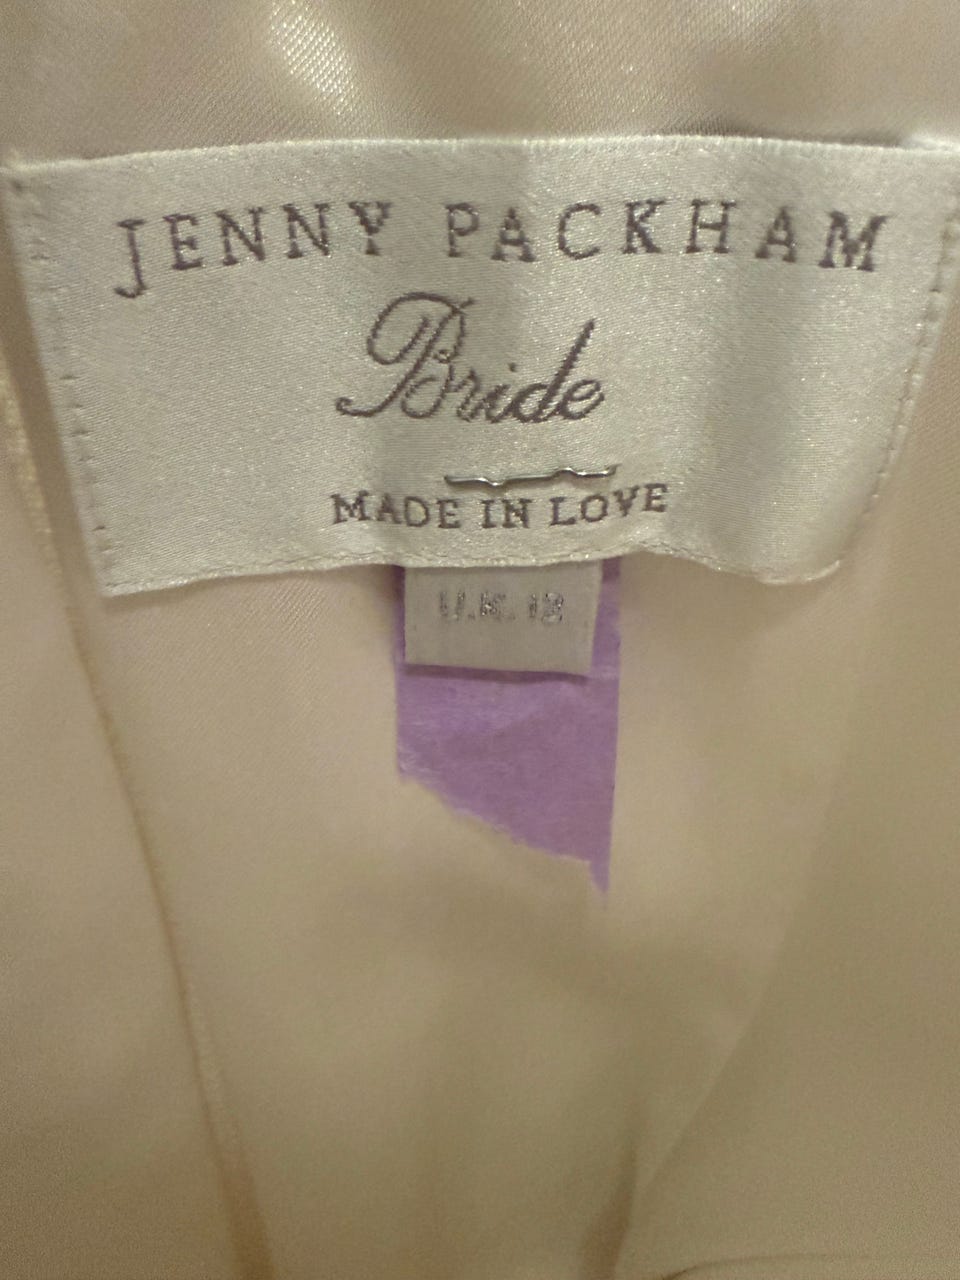 JENNY PACKHAM
Bride
MADE IN LOVE
U.K. 12